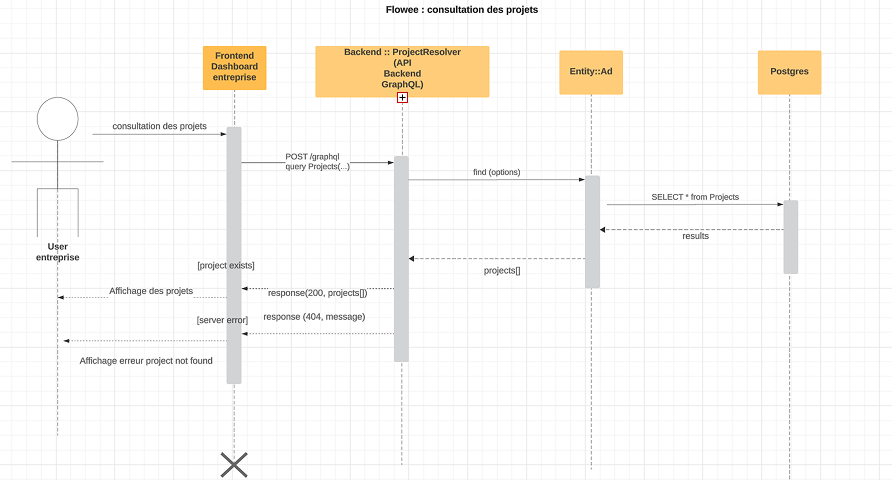 Flowee : consultation des projets
Frontend
Dashboard
entreprise
Backend :: ProjectResolver
(API
Backend
GraphQL)
Entity::Ad
Postgres
consultation des projets
POST /graphql
query Projects(...)
find (options)
SELECT * from Projects
results
User
entreprise
[project exists]
projects[]
Affichage des projets
response(200, projects[])
[server error]
response (404, message)
Affichage erreur project not found